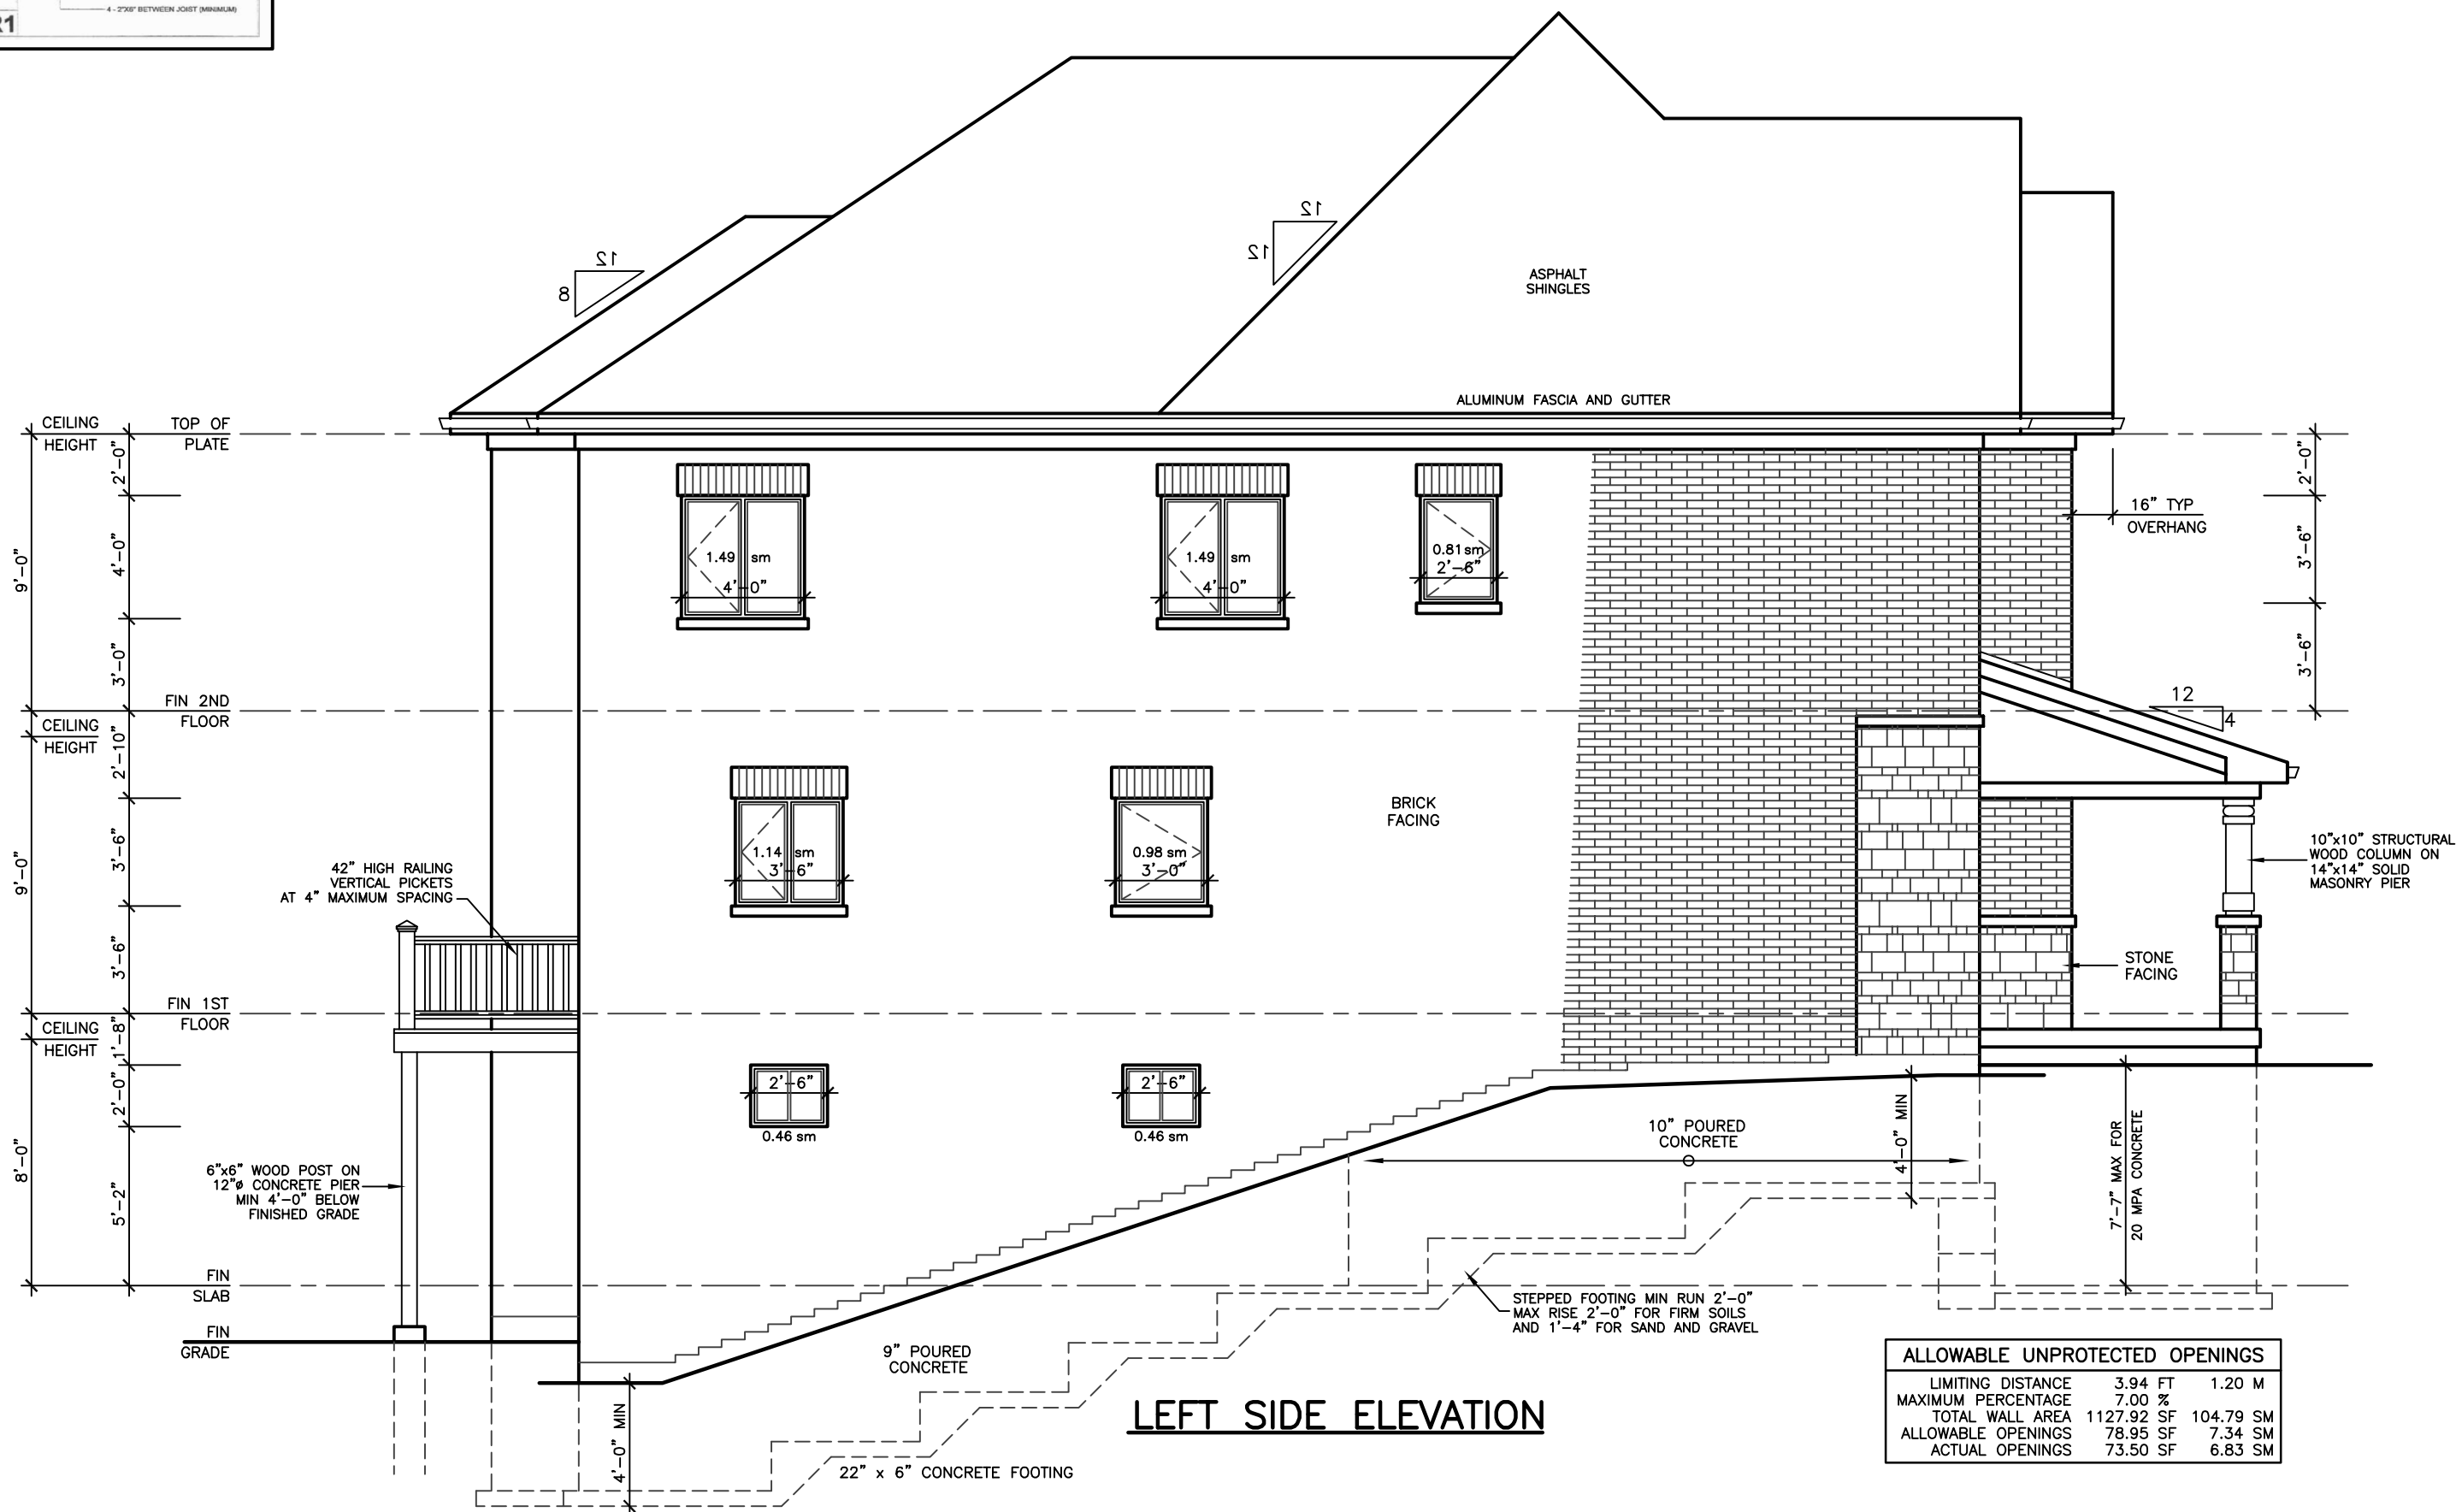 4 - 2"X6" BETWEEN JOIST (MINIMUM)
R1
12
8
12
12
ASPHALT
SHINGLES
ALUMINUM FASCIA AND GUTTER
CEILING
HEIGHT
TOP OF
PLATE
2'-0"
4'-0"
3'-0"
9'-0"
1.49 sm
4'-0"
1.49 sm
4'-0"
0.81 sm
2'-6"
2'-0"
3'-6"
3'-6"
16" TYP
OVERHANG
FIN 2ND
FLOOR
CEILING
HEIGHT
2'-10"
3'-6"
3'-6"
9'-0"
12
4
1.14 sm
3'-6"
0.98 sm
3'-0"
BRICK
FACING
10"x10" STRUCTURAL
WOOD COLUMN ON
14"x14" SOLID
MASONRY PIER
42" HIGH RAILING
VERTICAL PICKETS
AT 4" MAXIMUM SPACING
STONE
FACING
FIN 1ST
FLOOR
CEILING
HEIGHT
1'-8"
2'-0"
5'-2"
8'-0"
2'-6"
0.46 sm
2'-6"
0.46 sm
10" POURED
CONCRETE
4'-0" MIN
7'-7" MAX FOR
20 MPA CONCRETE
6"x6" WOOD POST ON
12"ø CONCRETE PIER
MIN 4'-0" BELOW
FINISHED GRADE
FIN
SLAB
FIN
GRADE
STEPPED FOOTING MIN RUN 2'-0"
MAX RISE 2'-0" FOR FIRM SOILS
AND 1'-4" FOR SAND AND GRAVEL
9" POURED
CONCRETE
4'-0" MIN
22" x 6" CONCRETE FOOTING
LEFT SIDE ELEVATION
ALLOWABLE UNPROTECTED OPENINGS
LIMITING DISTANCE 3.94 FT 1.20 M
MAXIMUM PERCENTAGE 7.00 %
TOTAL WALL AREA 1127.92 SF 104.79 SM
ALLOWABLE OPENINGS 78.95 SF 7.34 SM
ACTUAL OPENINGS 73.50 SF 6.83 SM